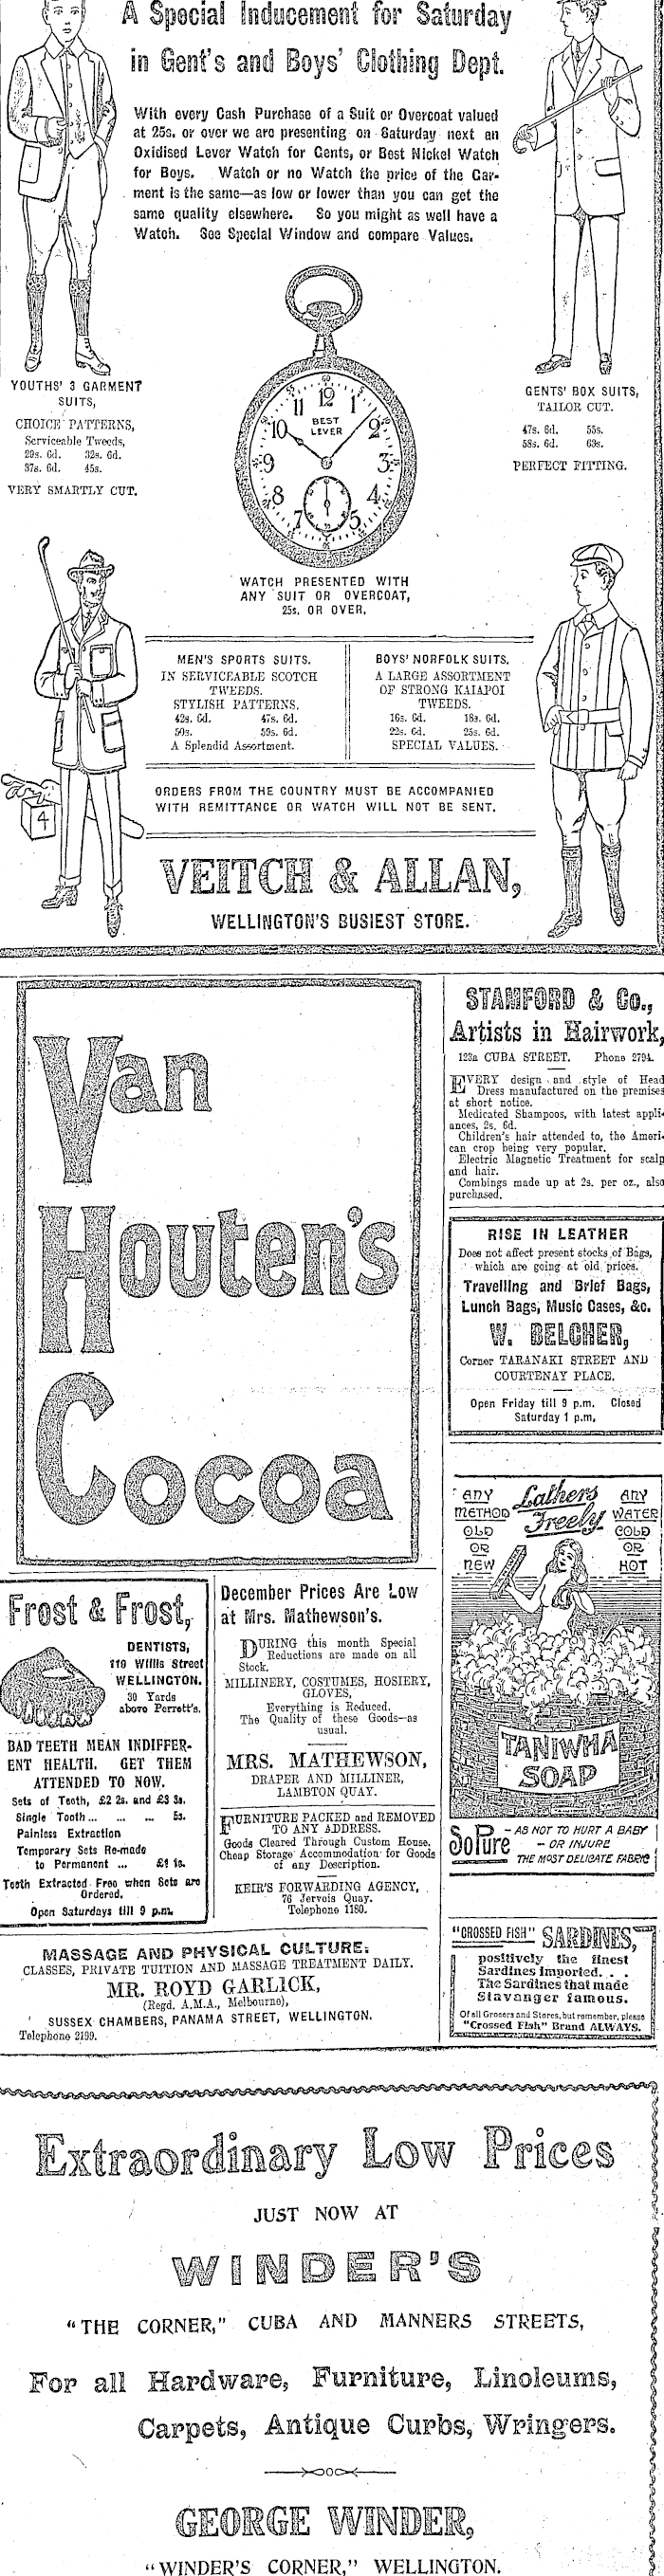 A Special Inducement for Saturday
in Gent's and Boys' Clothing Dept.
With every Cash Purchase of a Suit or Overcoat valued
at 25s. or over we are presenting on Saturday next an
Oxidised Lever Watch for Gents, or Best Nickel Watch
for Boys. Watch or no Watch the price of the Gar-
ment is the same—as low or lower than you can get the
same quality elsewhere. So you might as well have a
Watch. See Special Window and compare Values.
YOUTHS' 3 GARMENT
SUITS,
CHOICE PATTERNS,
Serviceable Tweeds,
29s. 6d. 32s. 6d.
37s. 6d. 45s.
VERY SMARTLY CUT.
12
11 1
BEST
LEVER
10 2
9 3
8 4
7 5
GENTS' BOX SUITS,
TAILOR CUT.
47s. 6d. 55s.
58s. 6d. 63s.
PERFECT FITTING.
WATCH PRESENTED WITH
ANY SUIT OR OVERCOAT,
25s. OR OVER.
MEN'S SPORTS SUITS.
IN SERVICEABLE SCOTCH
TWEEDS.
STYLISH PATTERNS.
42s. 6d. 47s. 6d.
50s. 59s. 6d.
A Splendid Assortment.
BOYS' NORFOLK SUITS.
A LARGE ASSORTMENT
OF STRONG KAIAPOI
TWEEDS.
16s. 6d. 18s. 6d.
22s. 6d. 25s. 6d.
SPECIAL VALUES.
4
ORDERS FROM THE COUNTRY MUST BE ACCOMPANIED
WITH REMITTANCE OR WATCH WILL NOT BE SENT.
VEITCH & ALLAN,
WELLINGTON'S BUSIEST STORE.
Van
Houten's
Cocoa
STAMFORD & Co.,
Artists in Hairwork,
123a CUBA STREET. Phone 2794.
EVERY design and style of Head
Dress manufactured on the premises
at short notice.
Medicated Shampoos, with latest appli-
ances, 2s. 6d.
Children's hair attended to, the Ameri-
can crop being very popular.
Electric Magnetic Treatment for scalp
and hair.
Combings made up at 2s. per oz., also
purchased.
RISE IN LEATHER
Does not affect present stocks of Bags,
which are going at old prices.
Travelling and Brief Bags,
Lunch Bags, Music Cases, &c.
W. BELCHER,
Corner TARANAKI STREET AND
COURTENAY PLACE.
Open Friday till 9 p.m. Closed
Saturday 1 p.m.
ANY
METHOD
OLD
OR
NEW
Lathers
Freely
ANY
WATER
COLD
OR
HOT
TANIWHA
SOAP
So Pure
- AS NOT TO HURT A BABY
- OR INJURE
THE MOST DELICATE FABRIC
"CROSSED FISH" SARDINES,
positively the finest
Sardines imported. . .
The Sardines that made
Stavanger famous.
Of all Grocers and Stores, but remember, please
"Crossed Fish" Brand ALWAYS.
Frost & Frost,
DENTISTS,
110 Willis Street
WELLINGTON.
30 Yards
above Perrett's.
BAD TEETH MEAN INDIFFER-
ENT HEALTH. GET THEM
ATTENDED TO NOW.
Sets of Teeth, £2 2s. and £3 3s.
Single Tooth ... ... ... 5s.
Painless Extraction
Temporary Sets Re-made
to Permanent ... £1 1s.
Teeth Extracted Free when Sets are
Ordered.
Open Saturdays till 9 p.m.
December Prices Are Low
at Mrs. Mathewson's.
DURING this month Special
Reductions are made on all
Stock.
MILLINERY, COSTUMES, HOSIERY,
GLOVES,
Everything is Reduced.
The Quality of these Goods—as
usual.
MRS. MATHEWSON,
DRAPER AND MILLINER,
LAMBTON QUAY.
FURNITURE PACKED and REMOVED
TO ANY ADDRESS.
Goods Cleared Through Custom House.
Cheap Storage Accommodation for Goods
of any Description.
KEIR'S FORWARDING AGENCY,
76 Jervois Quay.
Telephone 1180.
MASSAGE AND PHYSICAL CULTURE.
CLASSES, PRIVATE TUITION AND MASSAGE TREATMENT DAILY.
MR. ROYD GARLICK,
(Regd. A.M.A., Melbourne),
SUSSEX CHAMBERS, PANAMA STREET, WELLINGTON.
Telephone 2199.
Extraordinary Low Prices
JUST NOW AT
WINDER'S
"THE CORNER," CUBA AND MANNERS STREETS,
For all Hardware, Furniture, Linoleums,
Carpets, Antique Curbs, Wringers.
GEORGE WINDER,
"WINDER'S CORNER," WELLINGTON.